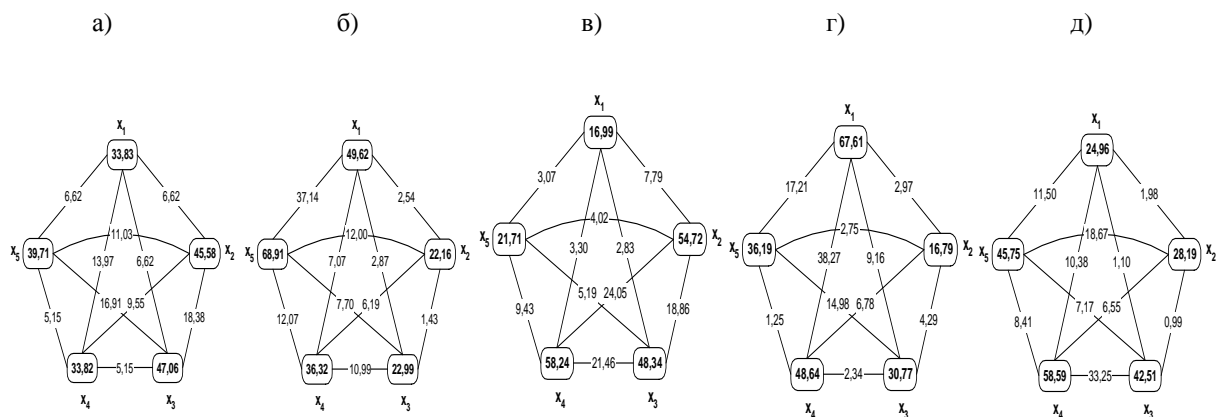 а) б) в) г) д)
X1
33,83
6,62 6,62
11,03
X5 39,71 45,58 X2
13,97 6,62
16,91 9,55
5,15 18,38
33,82 5,15 47,06
X4 X3
X1
49,62
37,14 2,54
12,00
X5 68,91 22,16 X2
7,07 2,87
7,70 6,19
12,07 1,43
36,32 10,99 22,99
X4 X3
X1
16,99
3,07 7,79
4,02
X5 21,71 54,72 X2
3,30 2,83
5,19 24,05
9,43 18,86
58,24 21,46 48,34
X4 X3
X1
67,61
17,21 2,97
2,75
X5 36,19 16,79 X2
38,27 9,16
14,98 6,78
1,25 4,29
48,64 2,34 30,77
X4 X3
X1
24,96
11,50 1,98
18,67
X5 45,75 28,19 X2
10,38 1,10
7,17 6,55
8,41 0,99
58,59 33,25 42,51
X4 X3